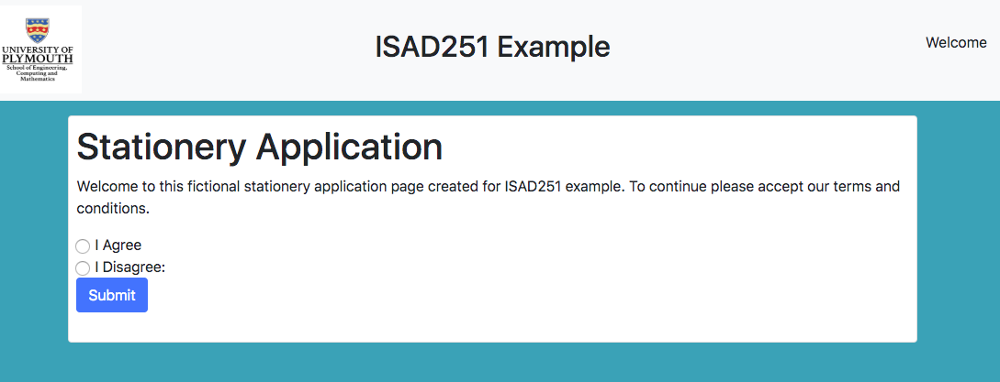 UNIVERSITY OF
PLYMOUTH
School of Engineering,
Computing and
Mathematics
ISAD251 Example
Welcome
Stationery Application
Welcome to this fictional stationery application page created for ISAD251 example. To continue please accept our terms and
conditions.
I Agree
I Disagree:
Submit